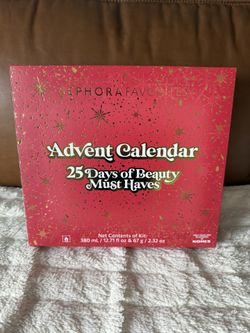 SEPHORA FAVORITES
Advent Calendar
25 Days of Beauty
Must Haves
Net Contents of Kit:
380 mL / 12.71 fl oz & 67 g / 2.32 oz
KOHL'S